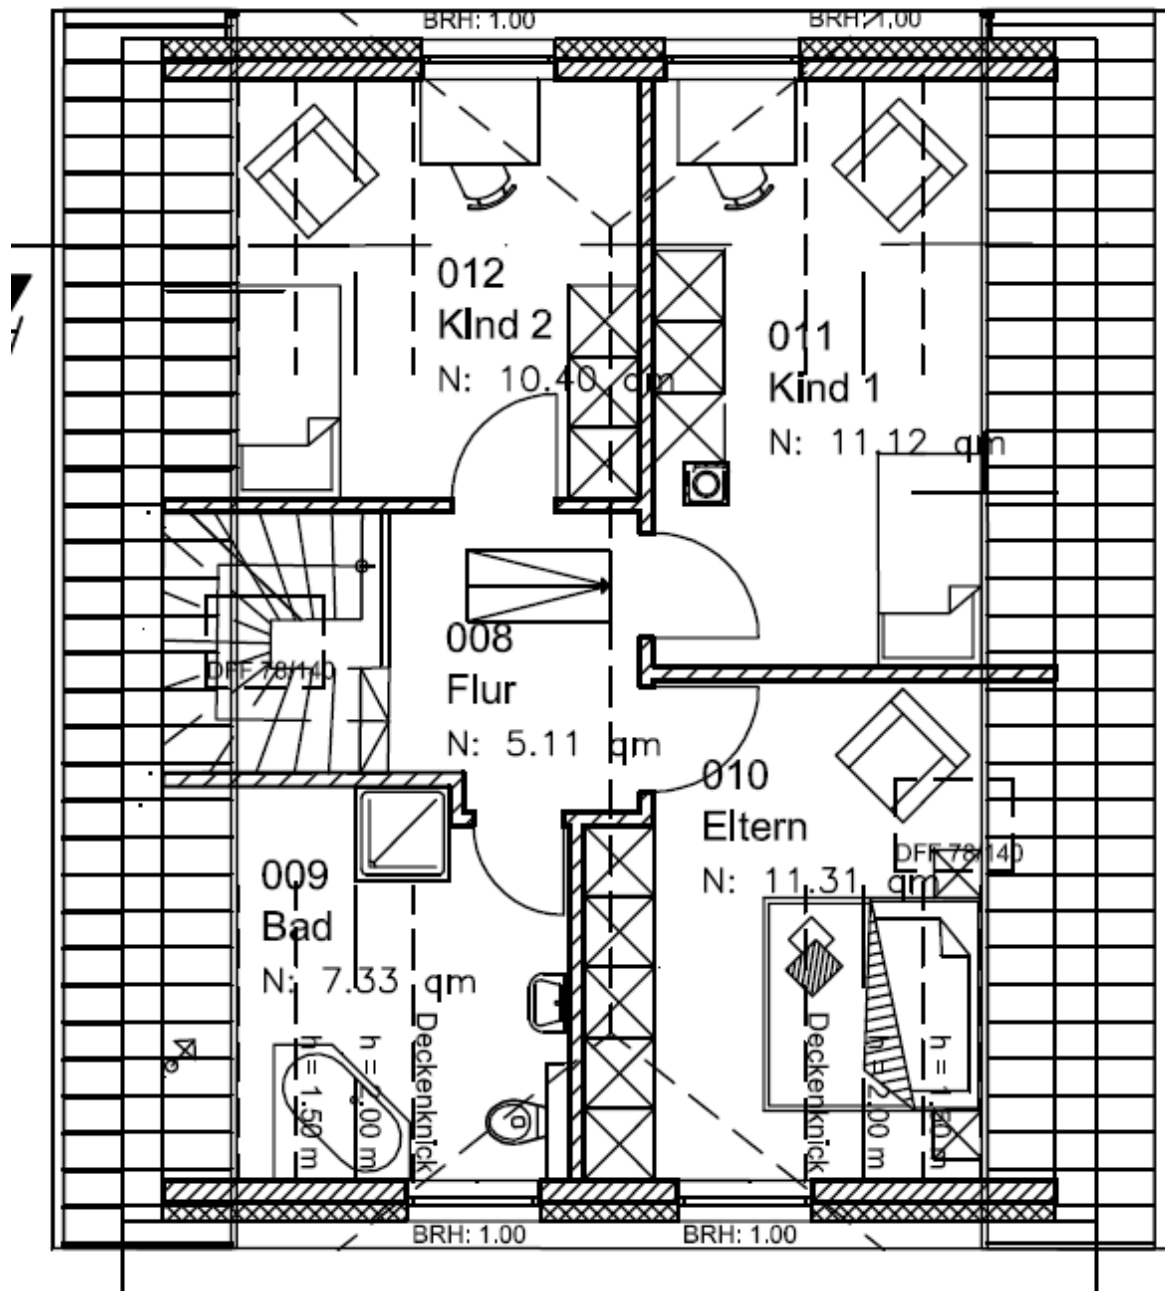 BRH: 1.00
BRH: 1,00
012
KInd 2
N: 10.40 qm
011
Kind 1
N: 11.12 qm
008
Flur
N: 5.11 qm
DFF 78/140
010
Eltern
N: 11.31 qm
DFF 78/140
009
Bad
N: 7.33 qm
h = 1.50 m
h = 2.00 m
Deckenknick
Deckenknick
h = 2.00 m
BRH: 1.00
BRH: 1.00